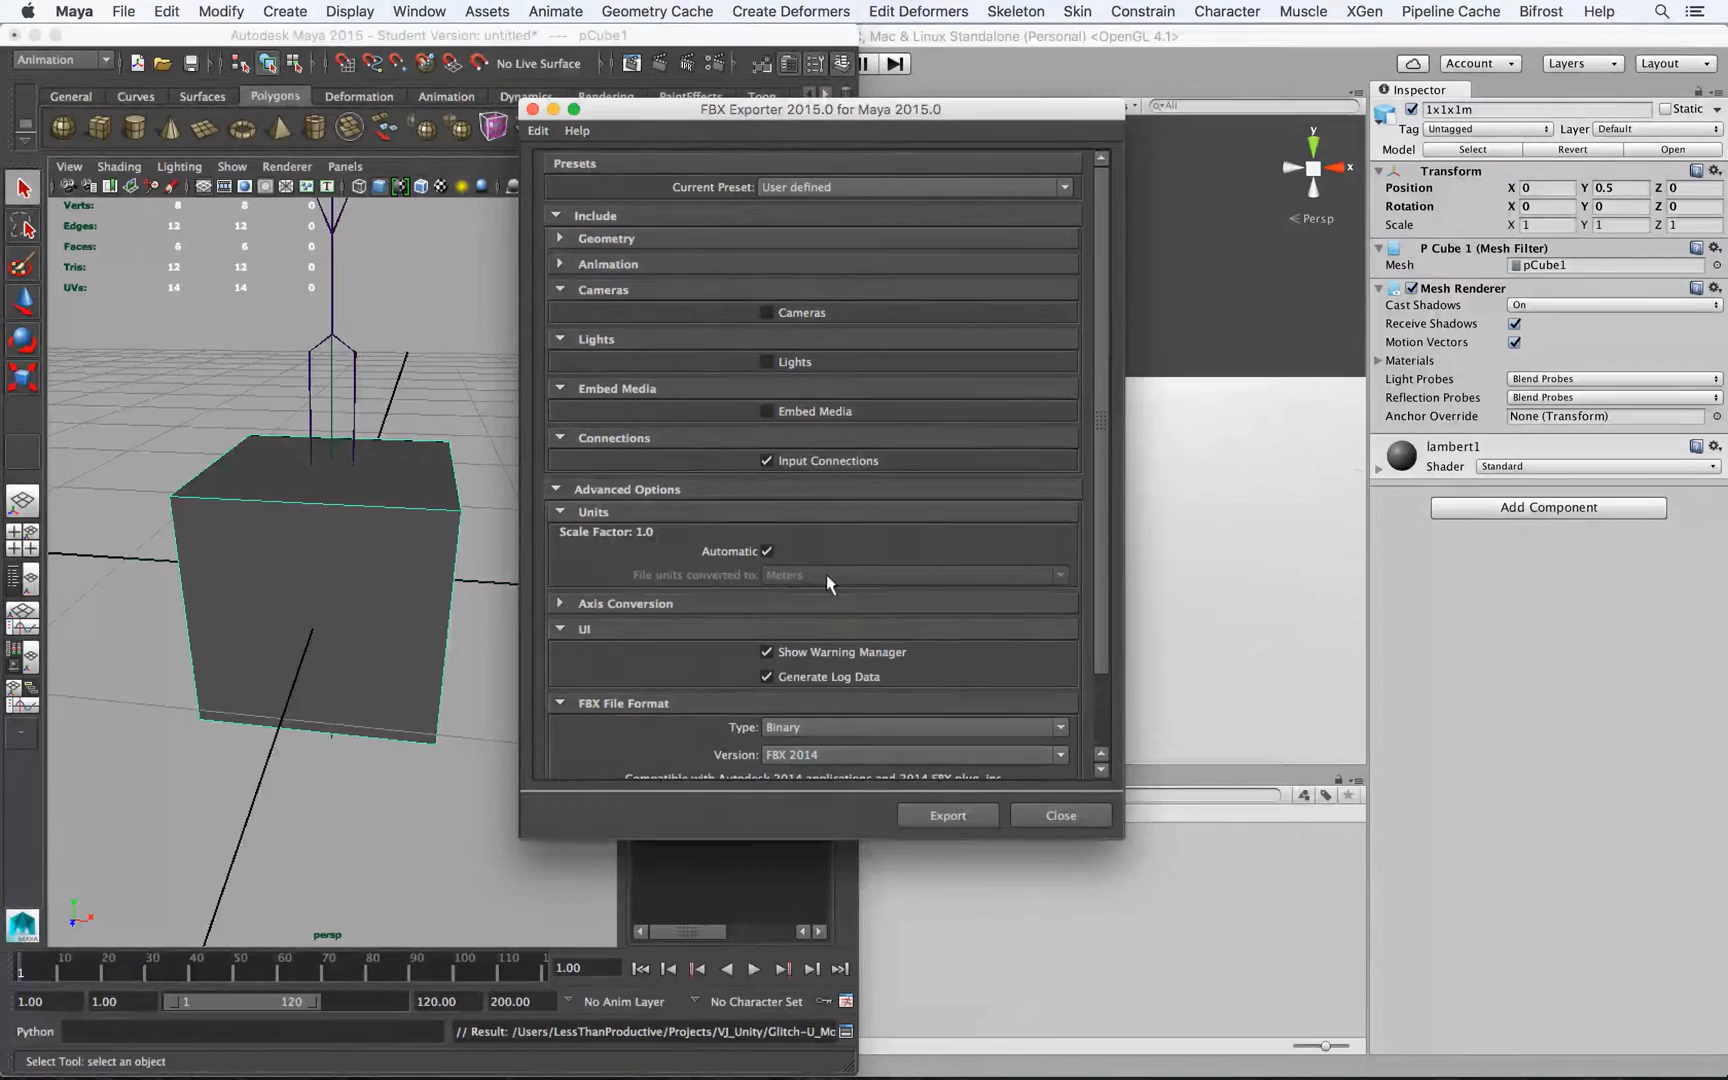 Maya File Edit Modify Create Display Window Assets Animate Geometry Cache Create Deformers Edit Deformers Skeleton Skin Constrain Character Muscle XGen Pipeline Cache Bifrost Help
Autodesk Maya 2015 - Student Version: untitled* --- pCube1
, Mac & Linux Standalone (Personal) <OpenGL 4.1>
Animation
No Live Surface
Account
Layers
Layout
General Curves Surfaces Polygons Deformation Animation Dynamics Rendering PaintEffects Toon
View Shading Lighting Show Renderer Panels
Verts: 8 8 0
Edges: 12 12 0
Faces: 6 6 0
Tris: 12 12 0
UVs: 14 14 0
persp
FBX Exporter 2015.0 for Maya 2015.0
Edit Help
Presets
Current Preset: User defined
Include
Geometry
Animation
Cameras
Cameras
Lights
Lights
Embed Media
Embed Media
Connections
Input Connections
Advanced Options
Units
Scale Factor: 1.0
Automatic
File units converted to: Meters
Axis Conversion
UI
Show Warning Manager
Generate Log Data
FBX File Format
Type: Binary
Version: FBX 2014
Compatible with Autodesk 2014 applications and 2014 FBX plug-ins
Export Close
All
y
x
Persp
Inspector
1x1x1m Static
Tag Untagged Layer Default
Model Select Revert Open
Transform
Position X 0 Y 0.5 Z 0
Rotation X 0 Y 0 Z 0
Scale X 1 Y 1 Z 1
P Cube 1 (Mesh Filter)
Mesh pCube1
Mesh Renderer
Cast Shadows On
Receive Shadows
Motion Vectors
Materials
Light Probes Blend Probes
Reflection Probes Blend Probes
Anchor Override None (Transform)
lambert1
Shader Standard
Add Component
MAYA
1 10 20 30 40 50 60 70 80 90 100 110 1
1.00
1.00 1.00 1 120 120.00 200.00 No Anim Layer No Character Set
Python // Result: /Users/LessThanProductive/Projects/VJ_Unity/Glitch-U_Mo
Select Tool: select an object